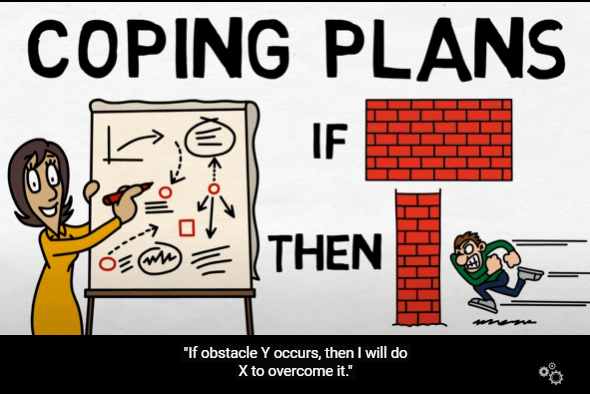 COPING PLANS
IF
THEN
"If obstacle Y occurs, then I will do
X to overcome it."